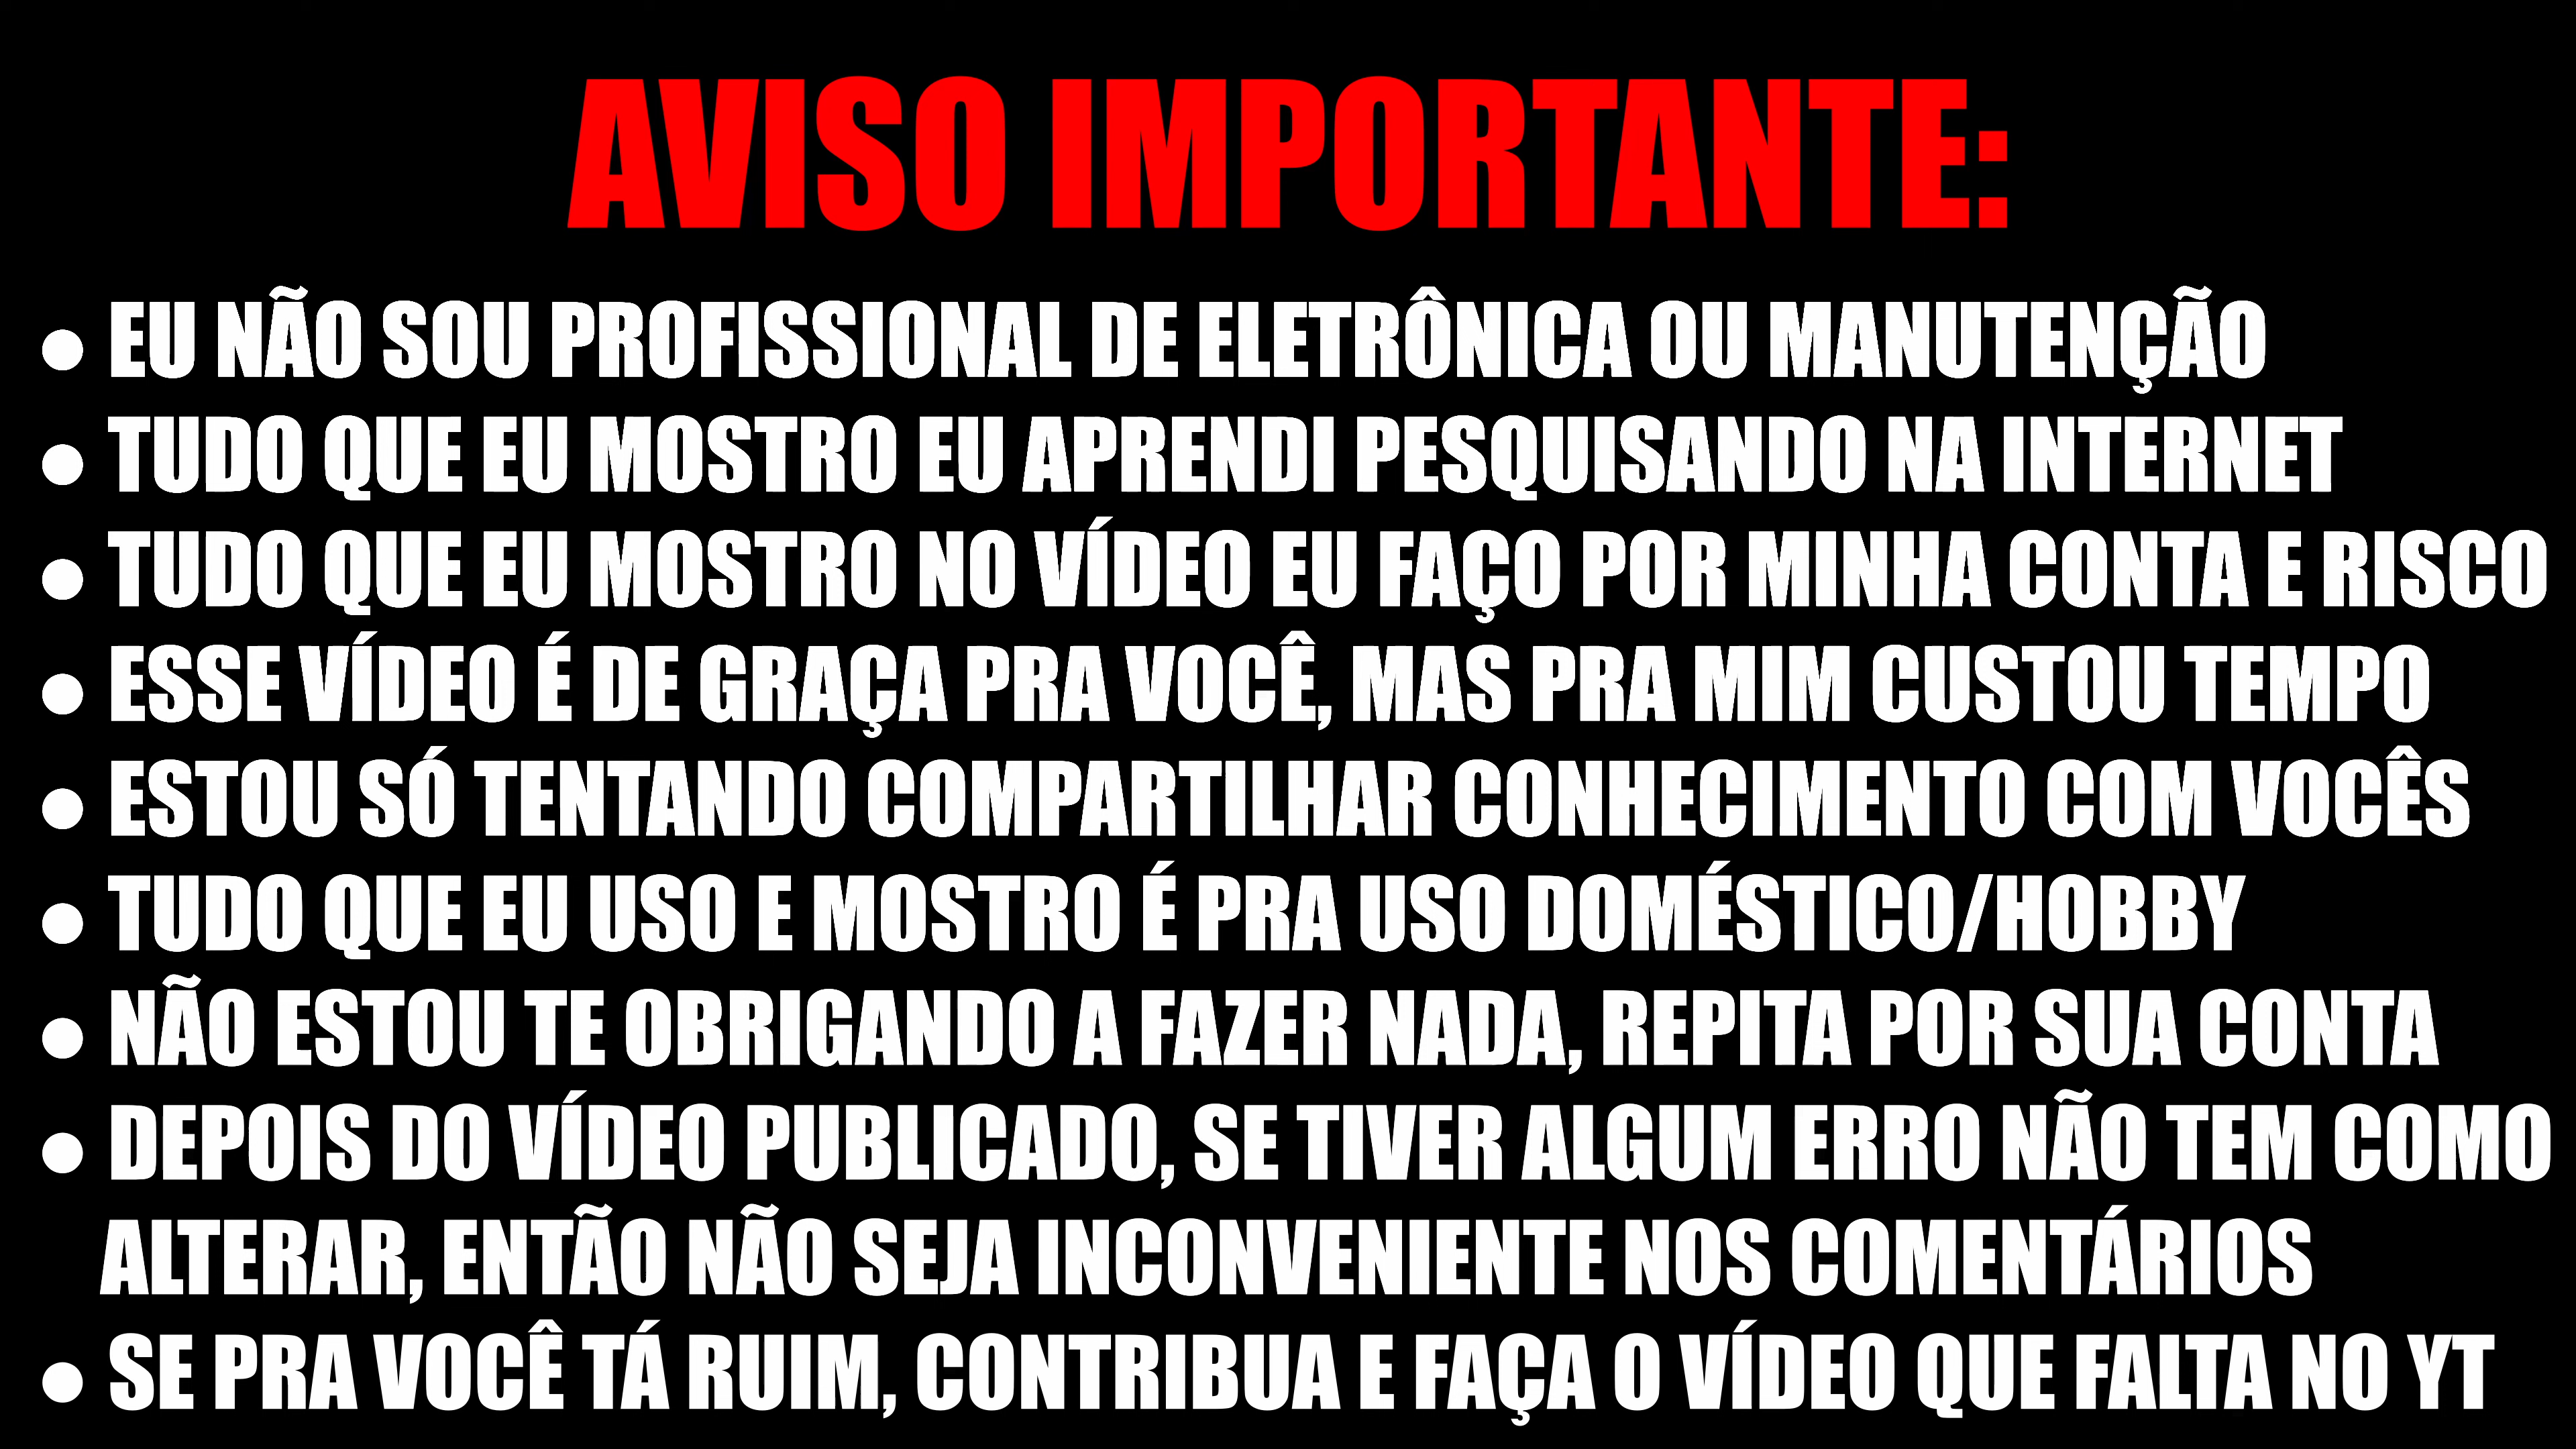 AVISO IMPORTANTE:
● EU NÃO SOU PROFISSIONAL DE ELETRÔNICA OU MANUTENÇÃO
● TUDO QUE EU MOSTRO EU APRENDI PESQUISANDO NA INTERNET
● TUDO QUE EU MOSTRO NO VÍDEO EU FAÇO POR MINHA CONTA E RISCO
● ESSE VÍDEO É DE GRAÇA PRA VOCÊ, MAS PRA MIM CUSTOU TEMPO
● ESTOU SÓ TENTANDO COMPARTILHAR CONHECIMENTO COM VOCÊS
● TUDO QUE EU USO E MOSTRO É PRA USO DOMÉSTICO/HOBBY
● NÃO ESTOU TE OBRIGANDO A FAZER NADA, REPITA POR SUA CONTA
● DEPOIS DO VÍDEO PUBLICADO, SE TIVER ALGUM ERRO NÃO TEM COMO
ALTERAR, ENTÃO NÃO SEJA INCONVENIENTE NOS COMENTÁRIOS
● SE PRA VOCÊ TÁ RUIM, CONTRIBUA E FAÇA O VÍDEO QUE FALTA NO YT